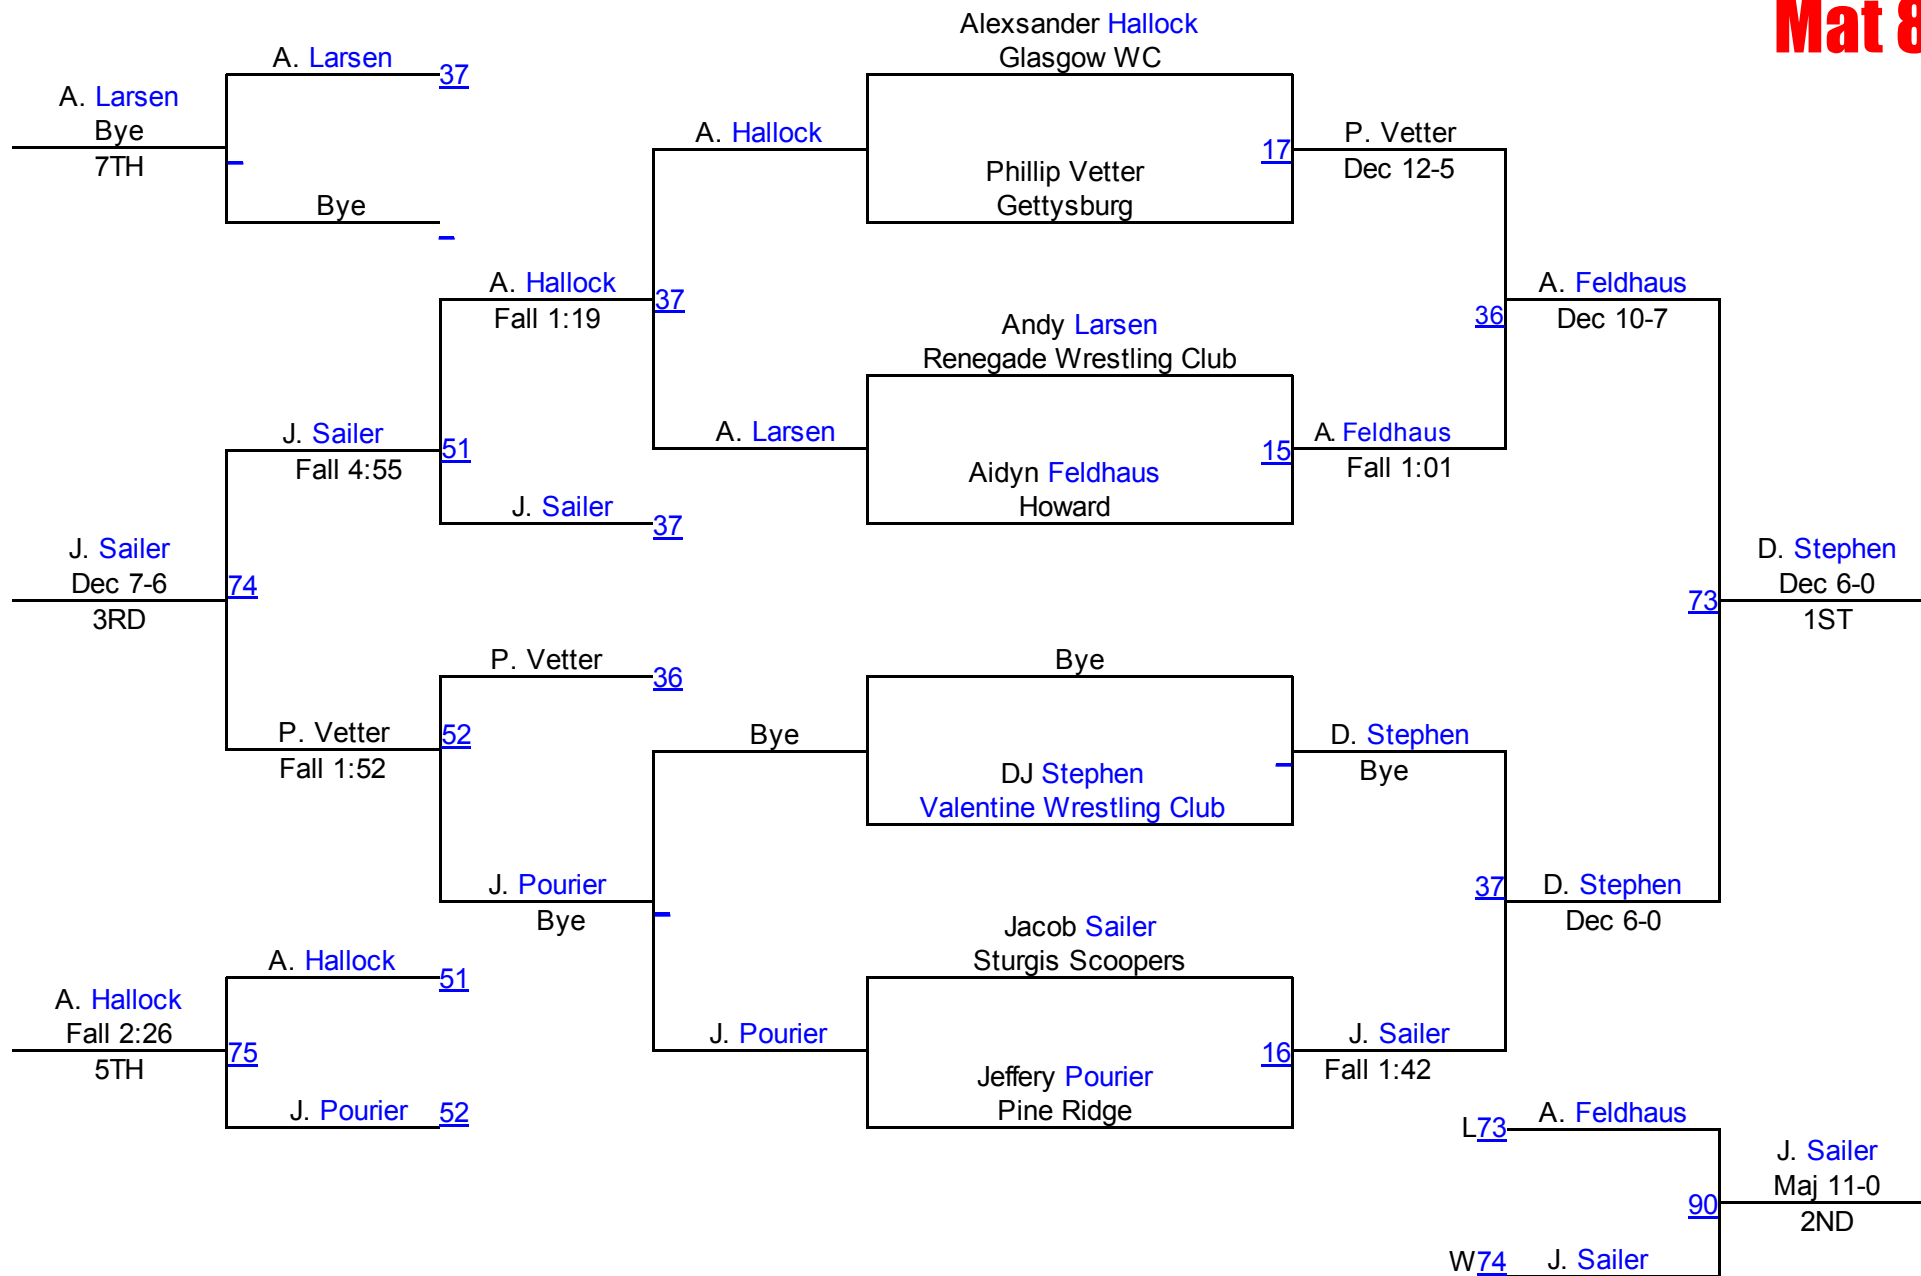 Mat 8
Alexsander Hallock
Glasgow WC
A. Larsen
37
A. Larsen
Bye
7TH
Bye
A. Hallock
Phillip Vetter
Gettysburg
17
P. Vetter
Dec 12-5
A. Hallock
Fall 1:19
37
Andy Larsen
Renegade Wrestling Club
36
A. Feldhaus
Dec 10-7
J. Sailer
Fall 4:55
51
A. Larsen
Aidyn Feldhaus
Howard
15
A. Feldhaus
Fall 1:01
J. Sailer
37
J. Sailer
Dec 7-6
3RD
74
73
D. Stephen
Dec 6-0
1ST
P. Vetter
36
Bye
P. Vetter
Fall 1:52
52
Bye
DJ Stephen
Valentine Wrestling Club
D. Stephen
Bye
J. Pourier
Bye
37
D. Stephen
Dec 6-0
Jacob Sailer
Sturgis Scoopers
A. Hallock
51
A. Hallock
Fall 2:26
5TH
75
J. Pourier
52
J. Pourier
Jeffery Pourier
Pine Ridge
16
J. Sailer
Fall 1:42
L73
A. Feldhaus
90
J. Sailer
Maj 11-0
2ND
W74
J. Sailer